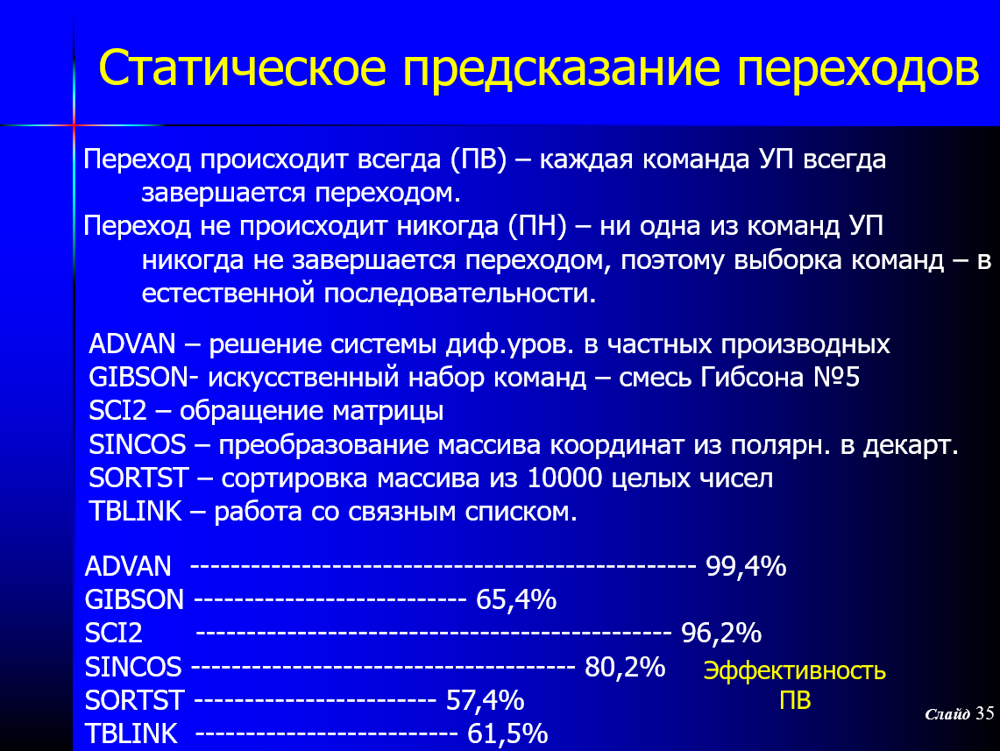 Статическое предсказание переходов
Переход происходит всегда (ПВ) – каждая команда УП всегда
завершается переходом.
Переход не происходит никогда (ПН) – ни одна из команд УП
никогда не завершается переходом, поэтому выборка команд – в
естественной последовательности.
ADVAN – решение системы диф.уров. в частных производных
GIBSON- искусственный набор команд – смесь Гибсона №5
SCI2 – обращение матрицы
SINCOS – преобразование массива координат из полярн. в декарт.
SORTST – сортировка массива из 10000 целых чисел
TBLINK – работа со связным списком.
ADVAN -------------------------------------------------- 99,4%
GIBSON --------------------------- 65,4%
SCI2 ----------------------------------------------- 96,2%
SINCOS -------------------------------------- 80,2%
SORTST ------------------------ 57,4%
TBLINK -------------------------- 61,5%
Эффективность
ПВ
Слайд 35